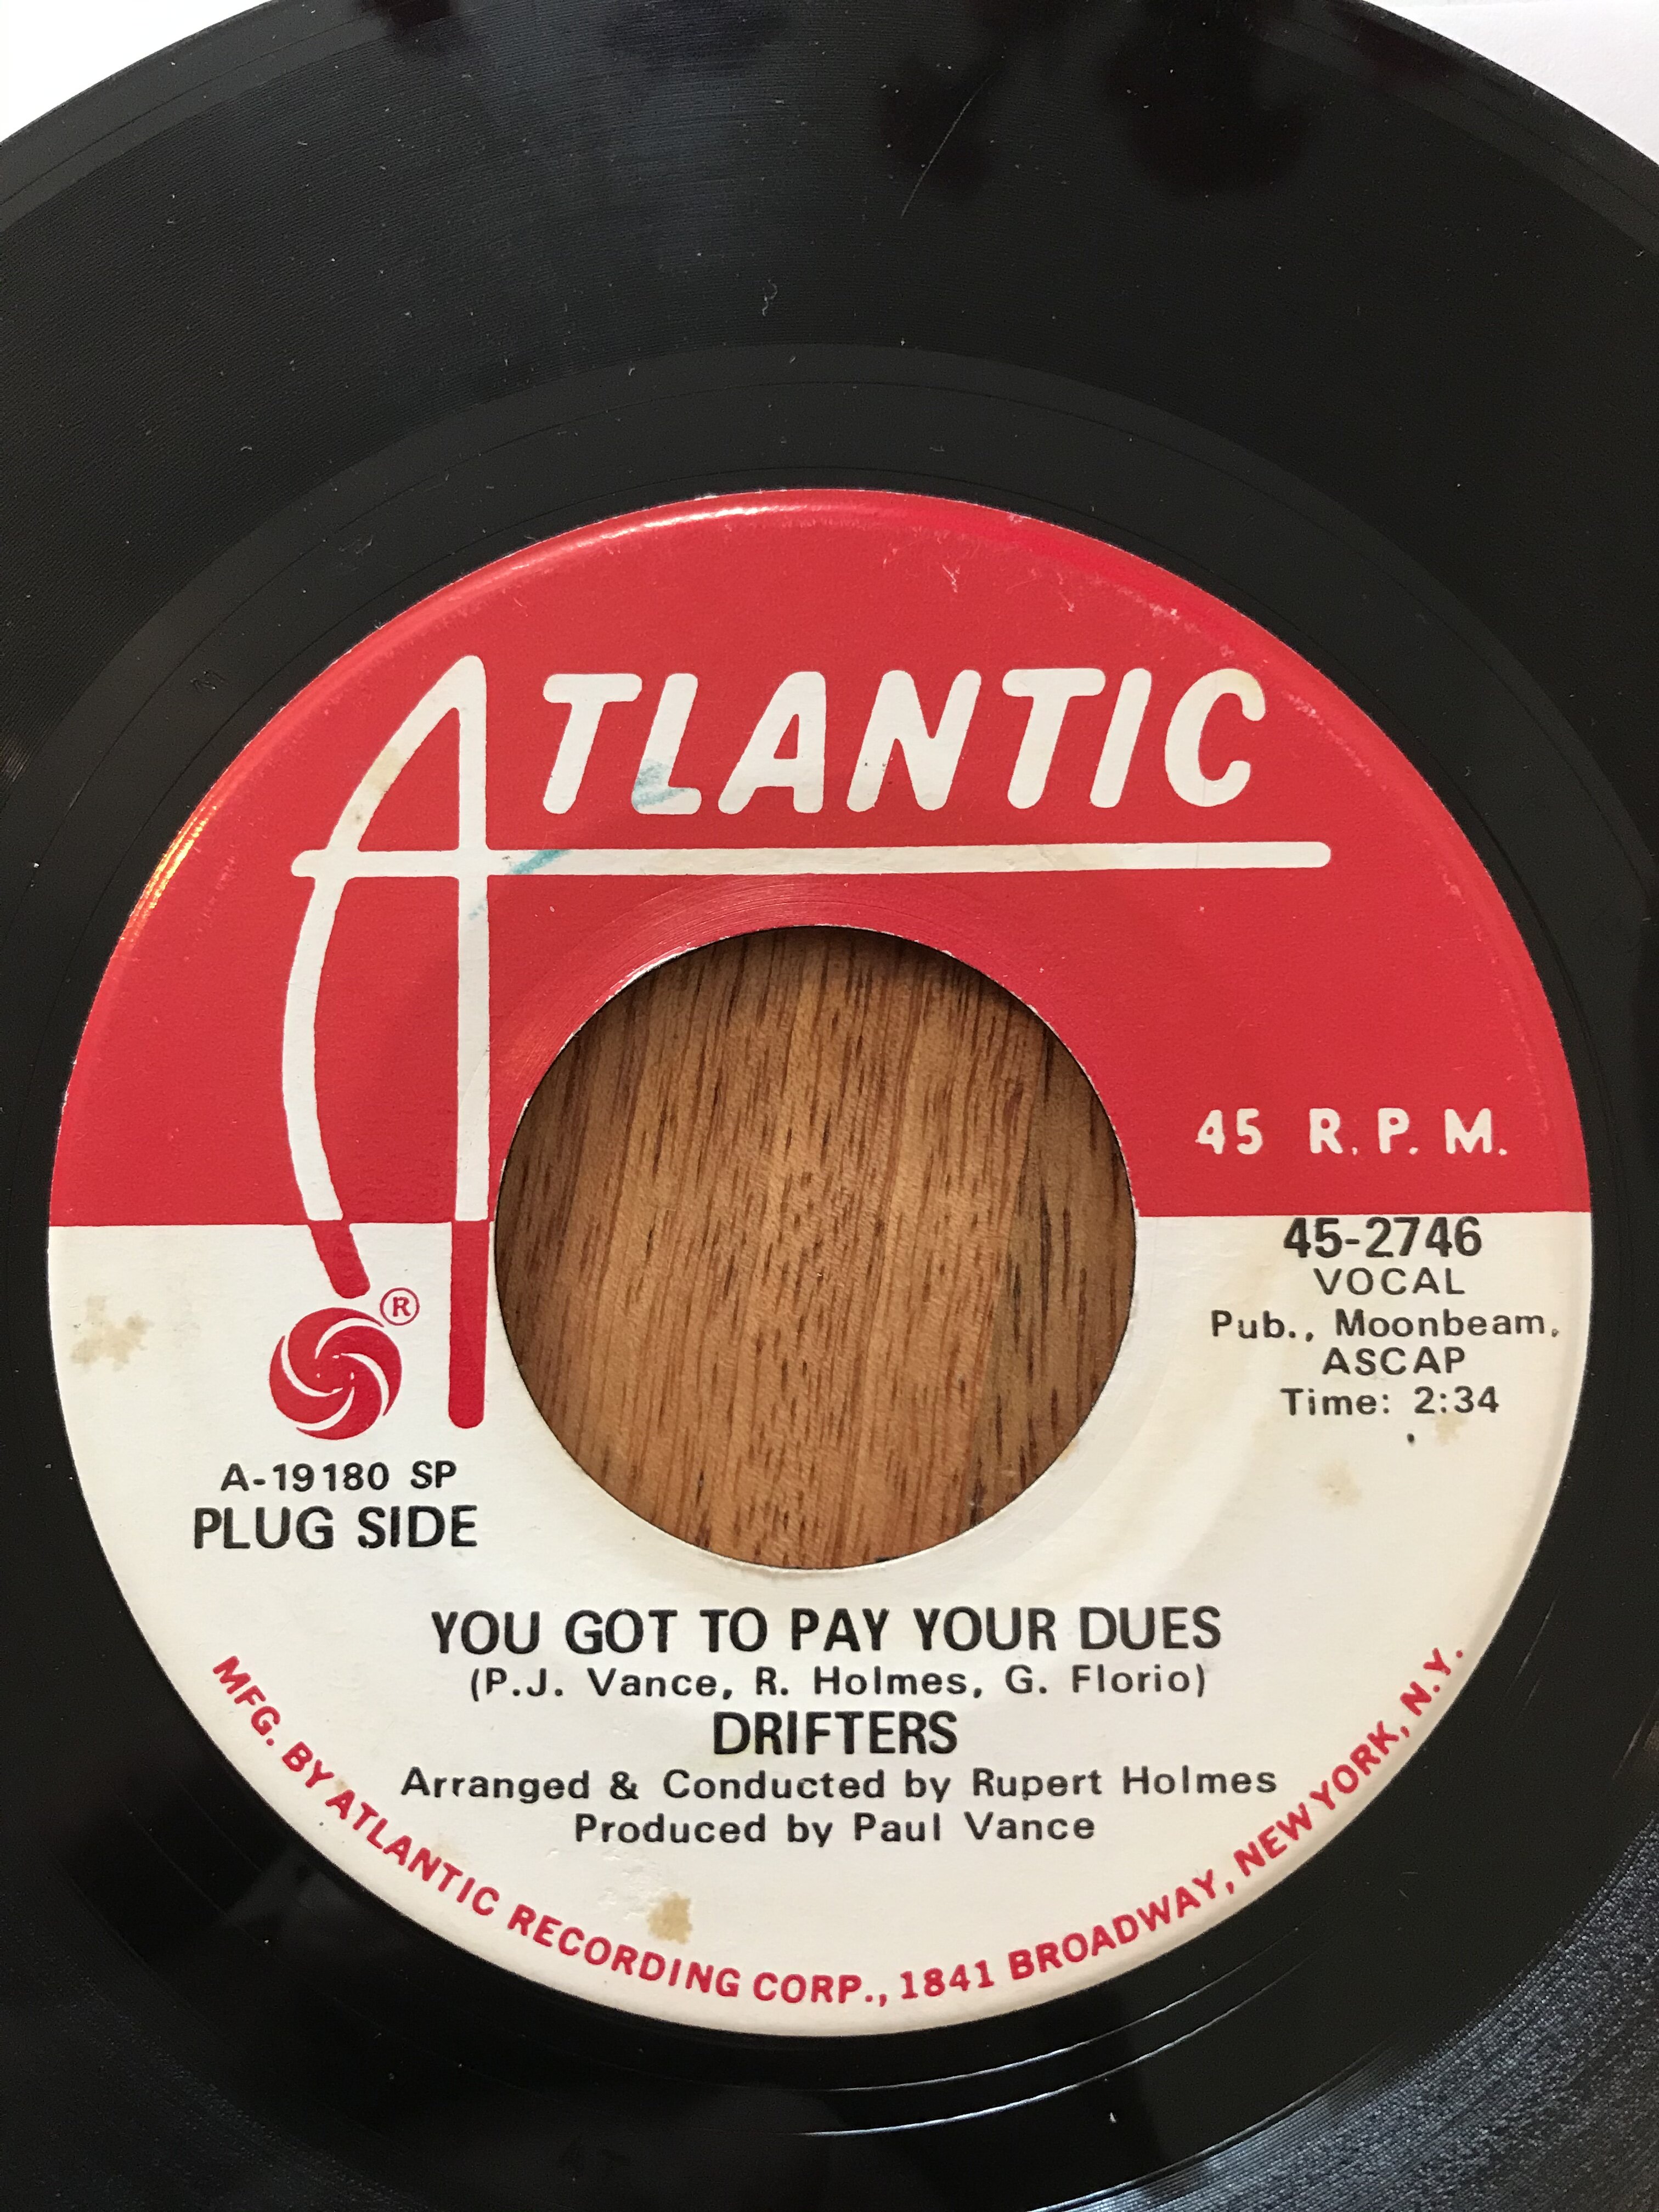 ATLANTIC
45 R.P.M.
45-2746
VOCAL
Pub., Moonbeam,
ASCAP
Time: 2:34
®
A-19180 SP
PLUG SIDE
YOU GOT TO PAY YOUR DUES
(P.J. Vance, R. Holmes, G. Florio)
DRIFTERS
Arranged & Conducted by Rupert Holmes
Produced by Paul Vance
MFG. BY ATLANTIC RECORDING CORP., 1841 BROADWAY, NEW YORK, N.Y.